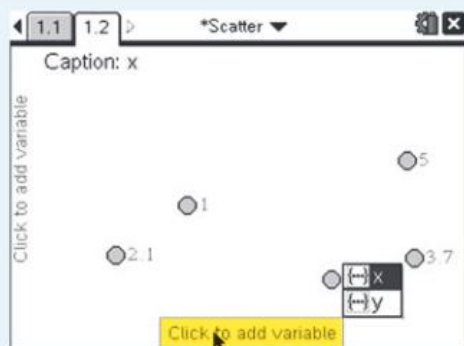 1.1 1.2 *Scatter
Caption: x
Click to add variable
5
1
2.1
3.7
{···}x
{···}y
Click to add variable